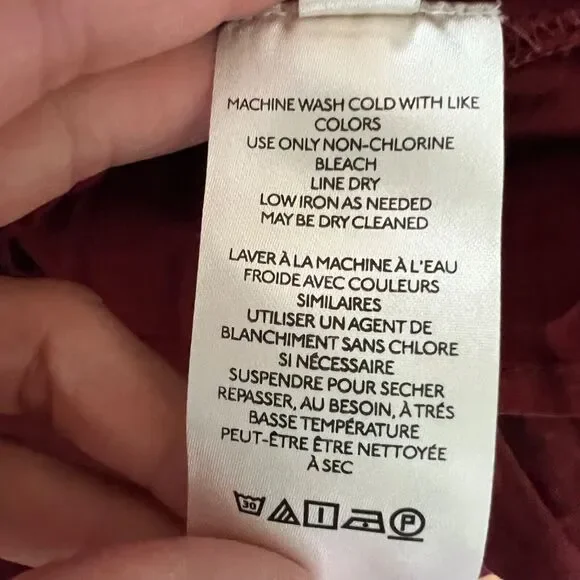 MACHINE WASH COLD WITH LIKE
COLORS
USE ONLY NON-CHLORINE
BLEACH
LINE DRY
LOW IRON AS NEEDED
MAY BE DRY CLEANED
LAVER À LA MACHINE À L'EAU
FROIDE AVEC COULEURS
SIMILAIRES
UTILISER UN AGENT DE
BLANCHIMENT SANS CHLORE
SI NÉCESSAIRE
SUSPENDRE POUR SECHER
REPASSER, AU BESOIN, À TRÉS
BASSE TEMPÉRATURE
PEUT-ÊTRE ÊTRE NETTOYÉE
À SEC
30 P